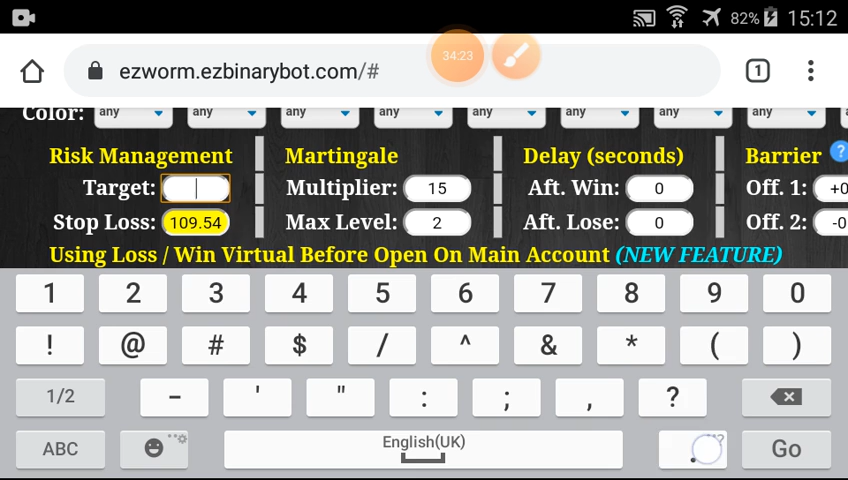 82% 15:12
ezworm.ezbinarybot.com/# 34:23 1
Color: any any any any any any any any
Risk Management Martingale Delay (seconds) Barrier ?
Target: Multiplier: 15 Aft. Win: 0 Off. 1: +0
Stop Loss: 109.54 Max Level: 2 Aft. Lose: 0 Off. 2: -0
Using Loss / Win Virtual Before Open On Main Account (NEW FEATURE)
1 2 3 4 5 6 7 8 9 0
! @ # $ / ^ & * ( )
1/2 - ' " : ; , ?
ABC English(UK) . Go